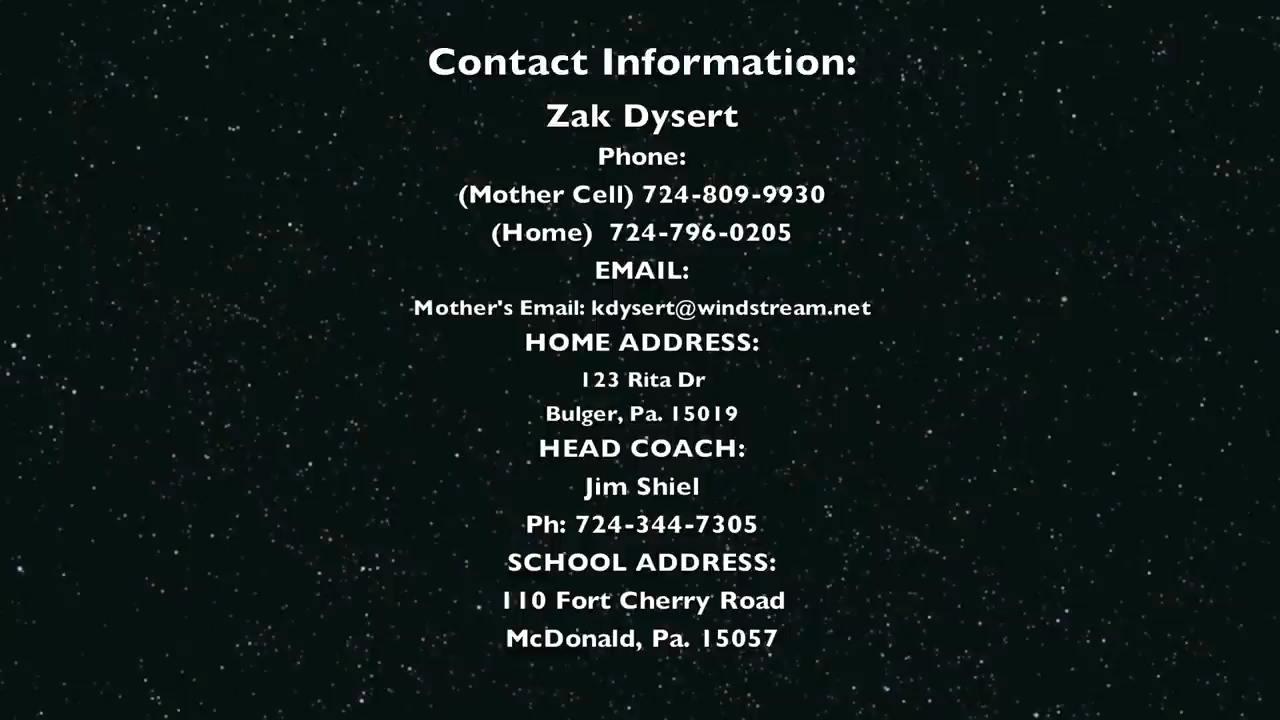 Contact Information:
Zak Dysert
Phone:
(Mother Cell) 724-809-9930
(Home) 724-796-0205
EMAIL:
Mother's Email: kdysert@windstream.net
HOME ADDRESS:
123 Rita Dr
Bulger, Pa. 15019
HEAD COACH:
Jim Shiel
Ph: 724-344-7305
SCHOOL ADDRESS:
110 Fort Cherry Road
McDonald, Pa. 15057